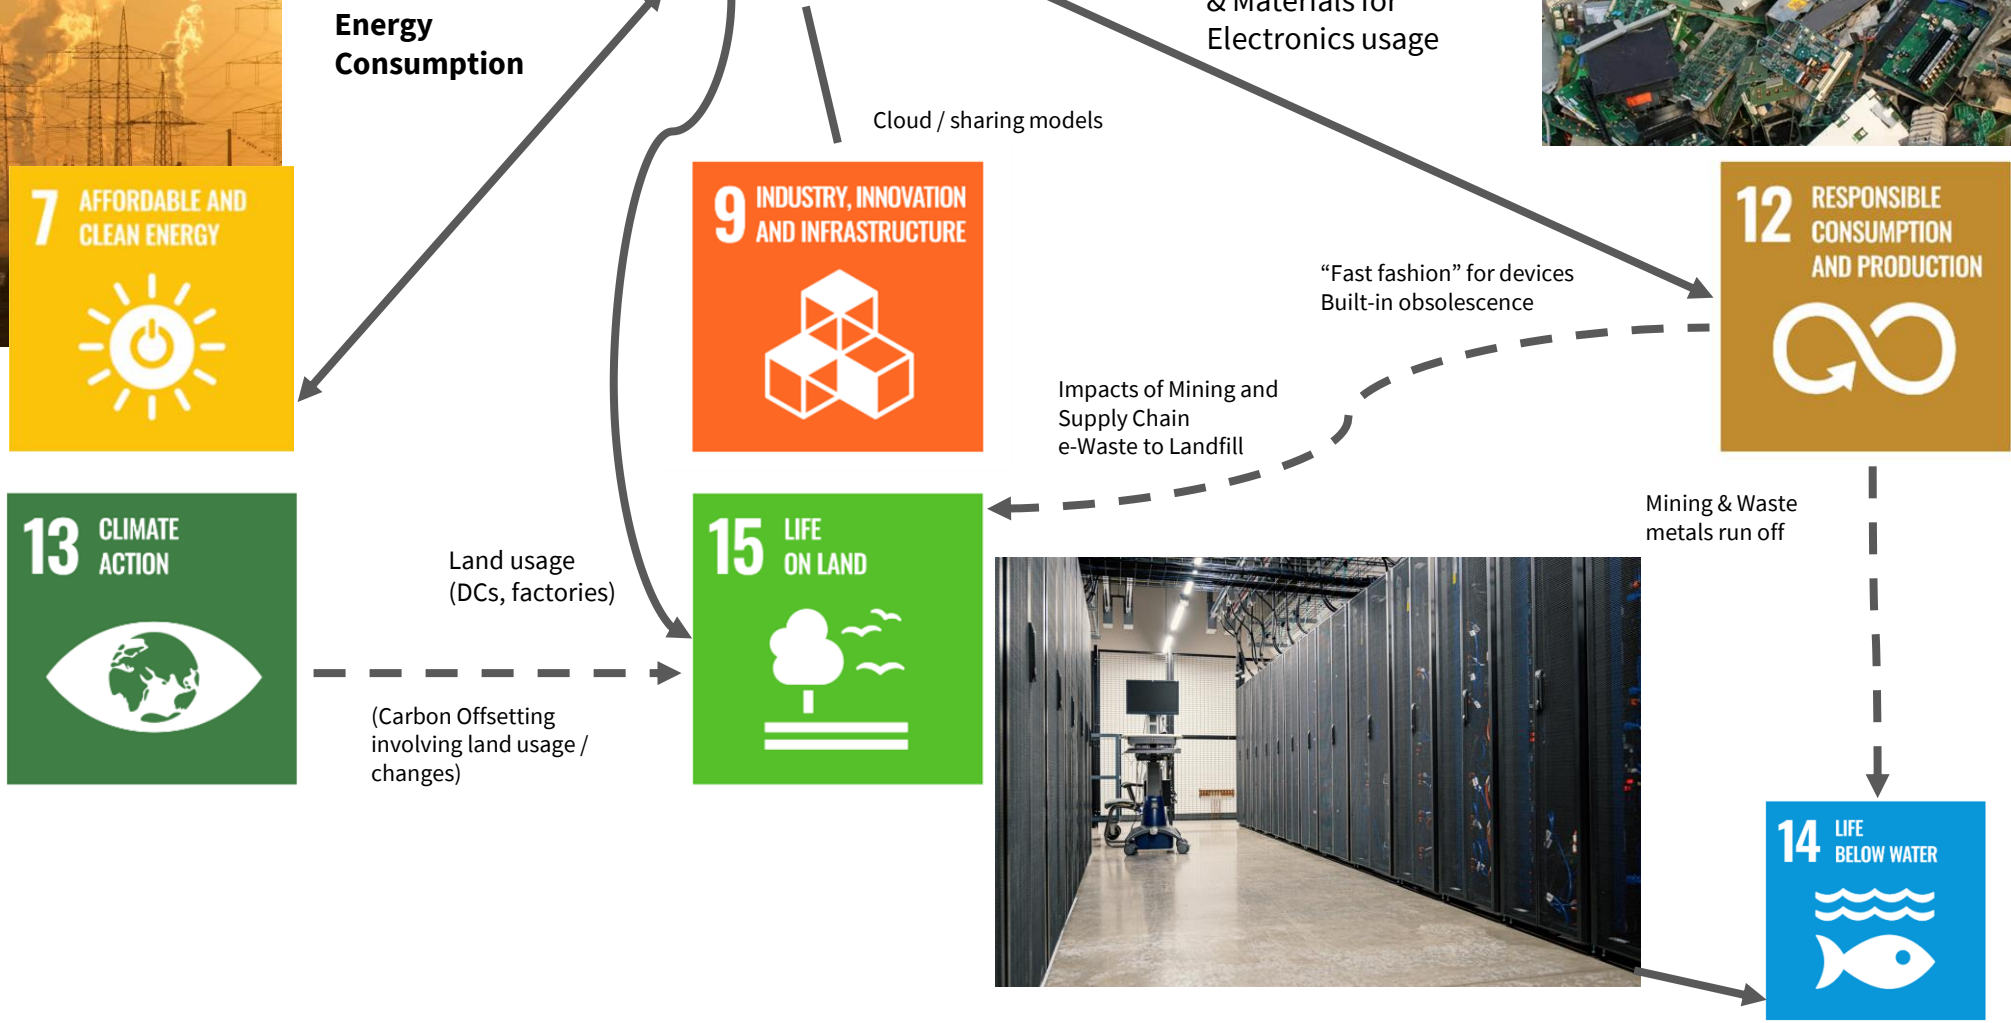 Energy
Consumption
& Materials for
Electronics usage
Cloud / sharing models
7 AFFORDABLE AND
CLEAN ENERGY
9 INDUSTRY, INNOVATION
AND INFRASTRUCTURE
12 RESPONSIBLE
CONSUMPTION
AND PRODUCTION
“Fast fashion” for devices
Built-in obsolescence
Impacts of Mining and
Supply Chain
e-Waste to Landfill
13 CLIMATE
ACTION
Land usage
(DCs, factories)
15 LIFE
ON LAND
Mining & Waste
metals run off
(Carbon Offsetting
involving land usage /
changes)
14 LIFE
BELOW WATER